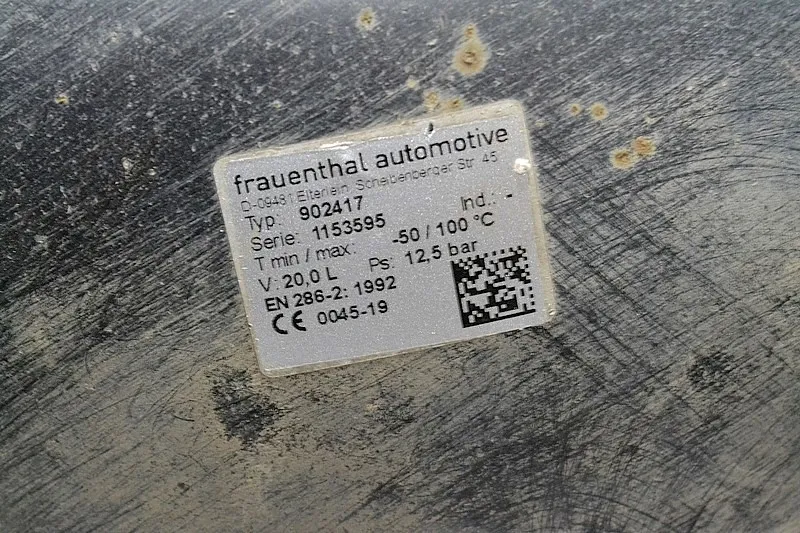 frauenthal automotive
D-09481 Elterlein, Scheibenberger Str. 45
Typ: 902417
Serie: 1153595 Ind.: -
T min / max: -50 / 100 °C
V: 20,0 L Ps: 12,5 bar
EN 286-2: 1992
CE 0045-19